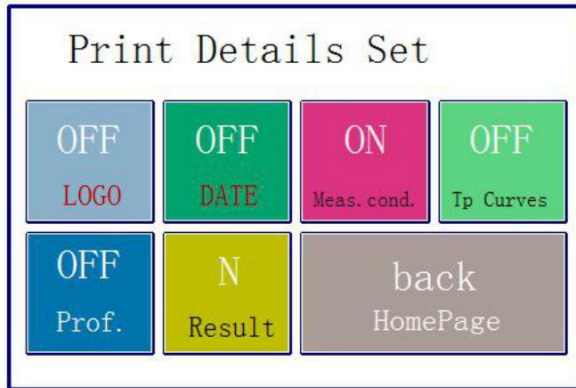 Print Details Set
OFF
LOGO
OFF
DATE
ON
Meas.cond.
OFF
Tp Curves
OFF
Prof.
N
Result
back
HomePage